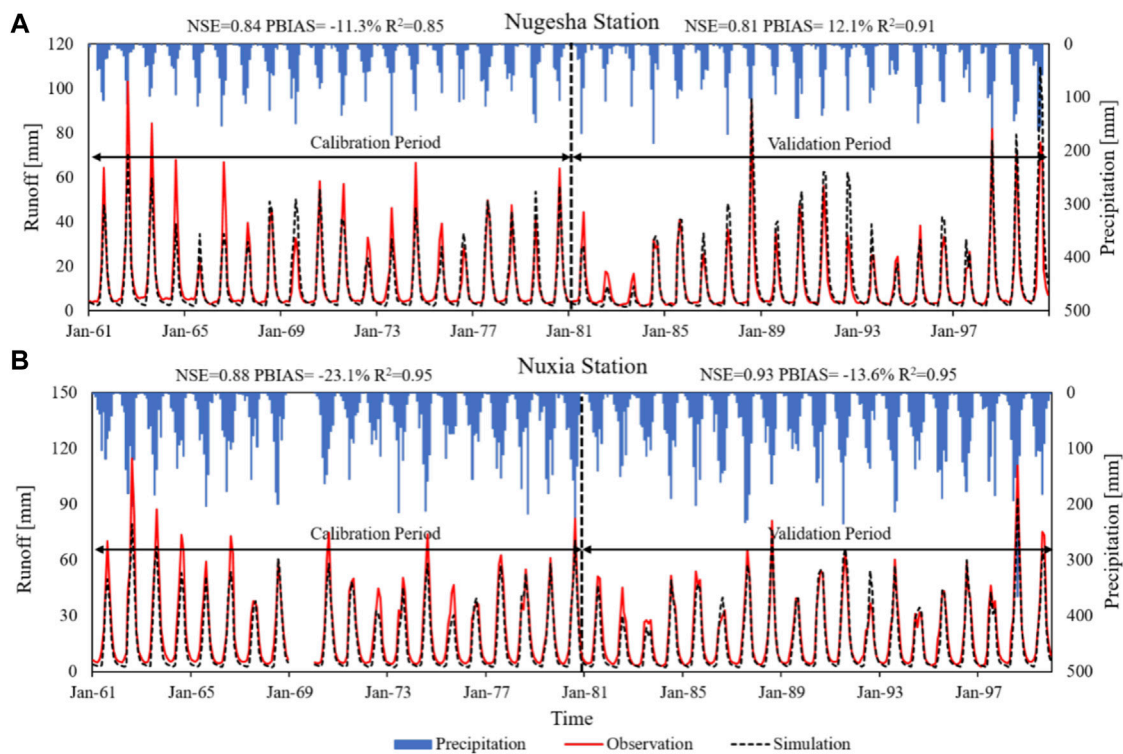 A
NSE=0.84 PBIAS= -11.3% R²=0.85 Nugesha Station NSE=0.81 PBIAS= 12.1% R²=0.91
120 0
100 100
80
Calibration Period Validation Period
200
60
300
40
400
20
0 500
Runoff [mm]
Precipitation [mm]
Jan-61 Jan-65 Jan-69 Jan-73 Jan-77 Jan-81 Jan-85 Jan-89 Jan-93 Jan-97
B
Nuxia Station
NSE=0.88 PBIAS= -23.1% R²=0.95 NSE=0.93 PBIAS= -13.6% R²=0.95
150 0
120 100
90 200
Calibration Period Validation Period
60 300
30 400
0 500
Runoff [mm]
Precipitation [mm]
Jan-61 Jan-65 Jan-69 Jan-73 Jan-77 Jan-81 Jan-85 Jan-89 Jan-93 Jan-97
Time
Precipitation Observation Simulation